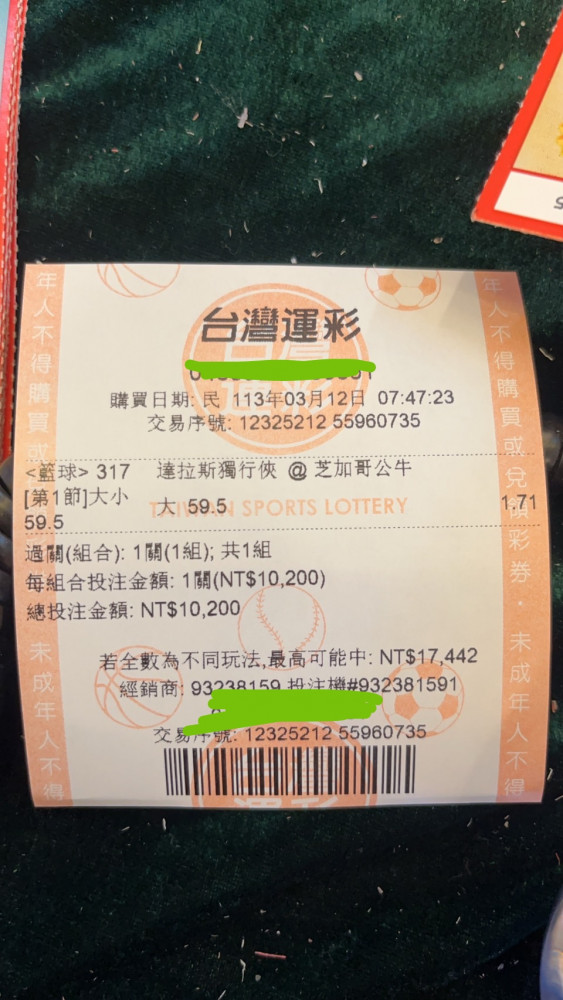 台灣運彩
購買日期: 民 113年03月12日 07:47:23
交易序號: 12325212 55960735
<籃球> 317 達拉斯獨行俠 @ 芝加哥公牛
[第1節]大小 59.5 大 59.5 1.71
TAIWAN SPORTS LOTTERY
過關(組合): 1關(1組); 共1組
每組合投注金額: 1關(NT$10,200)
總投注金額: NT$10,200
若全數為不同玩法,最高可能中: NT$17,442
經銷商: 93238159 投注機#932381591
交易序號: 12325212 55960735
年人不得購買或
未成年人不得
年人不得購買或兌領彩券・未成年人不得